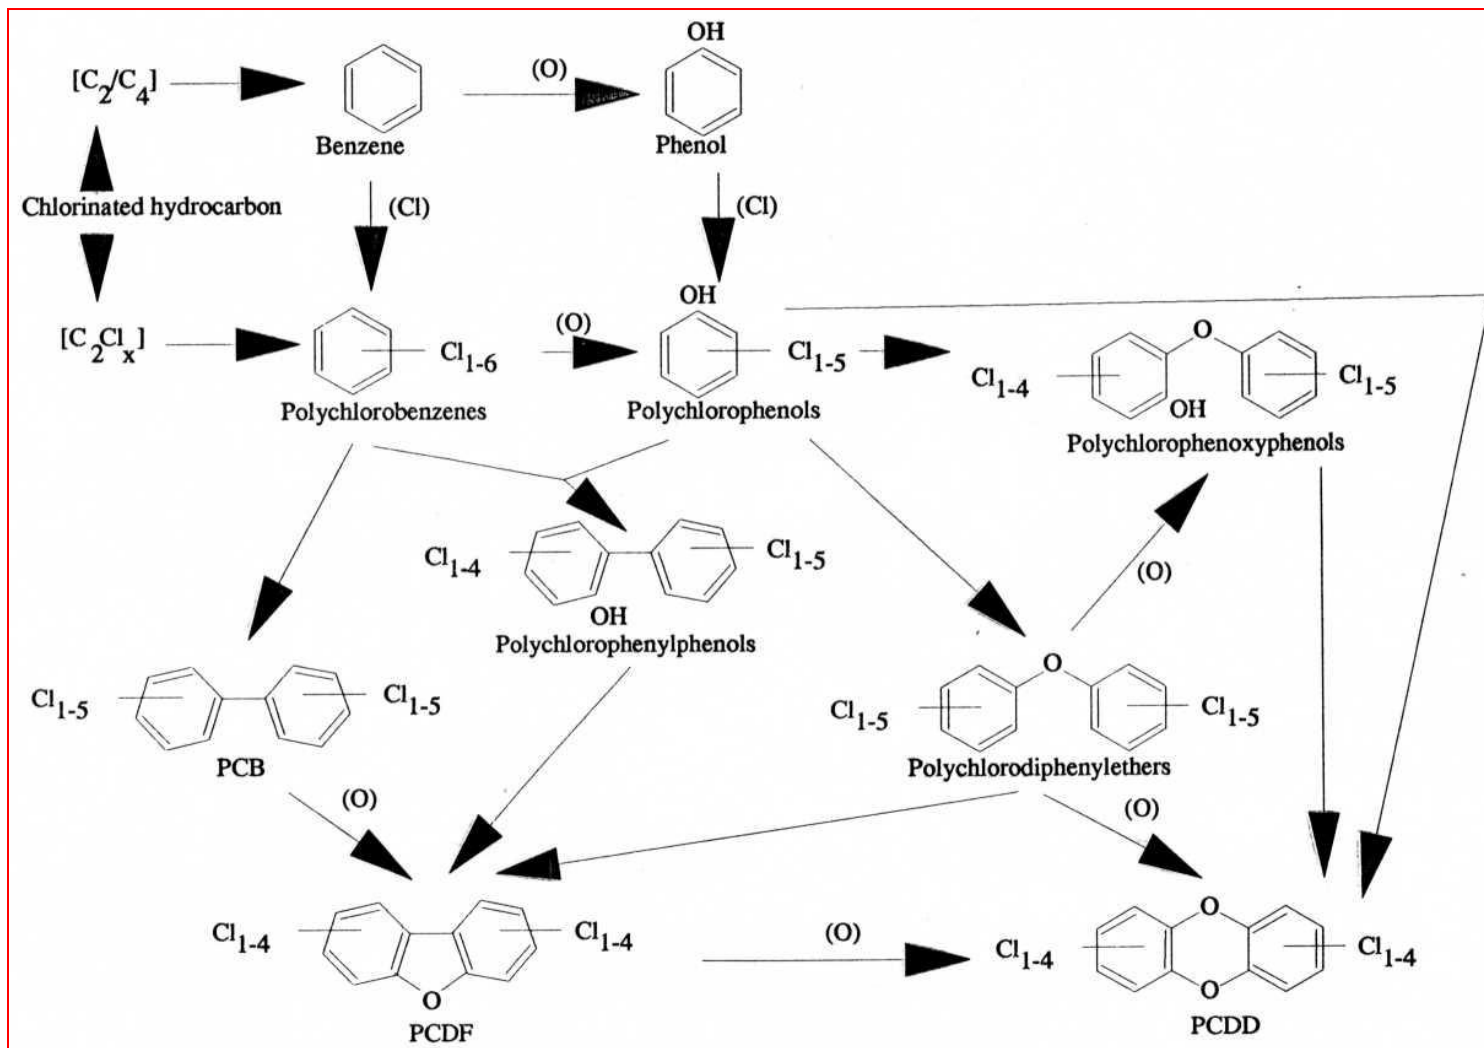 OH
[C2/C4]
(O)
Benzene
Phenol
Chlorinated hydrocarbon
(Cl)
(Cl)
OH
[C2Clx]
Cl1-6
(O)
Cl1-5
O
Cl1-4
Cl1-5
OH
Polychlorobenzenes
Polychlorophenols
Polychlorophenoxyphenols
Cl1-4
Cl1-5
OH
(O)
Polychlorophenylphenols
O
Cl1-5
Cl1-5
Cl1-5
Cl1-5
PCB
Polychlorodiphenylethers
(O)
(O)
Cl1-4
Cl1-4
O
(O)
Cl1-4
O
Cl1-4
O
PCDF
PCDD